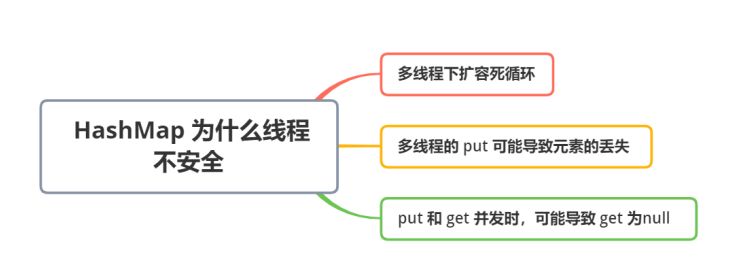 HashMap 为什么线程
不安全
多线程下扩容死循环
多线程的 put 可能导致元素的丢失
put 和 get 并发时，可能导致 get 为null